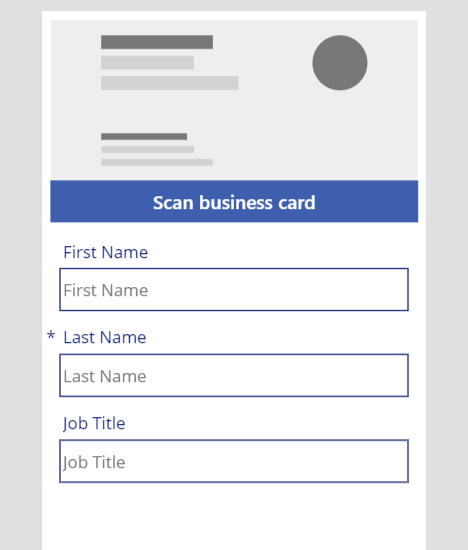 Scan business card
First Name
First Name
* Last Name
Last Name
Job Title
Job Title